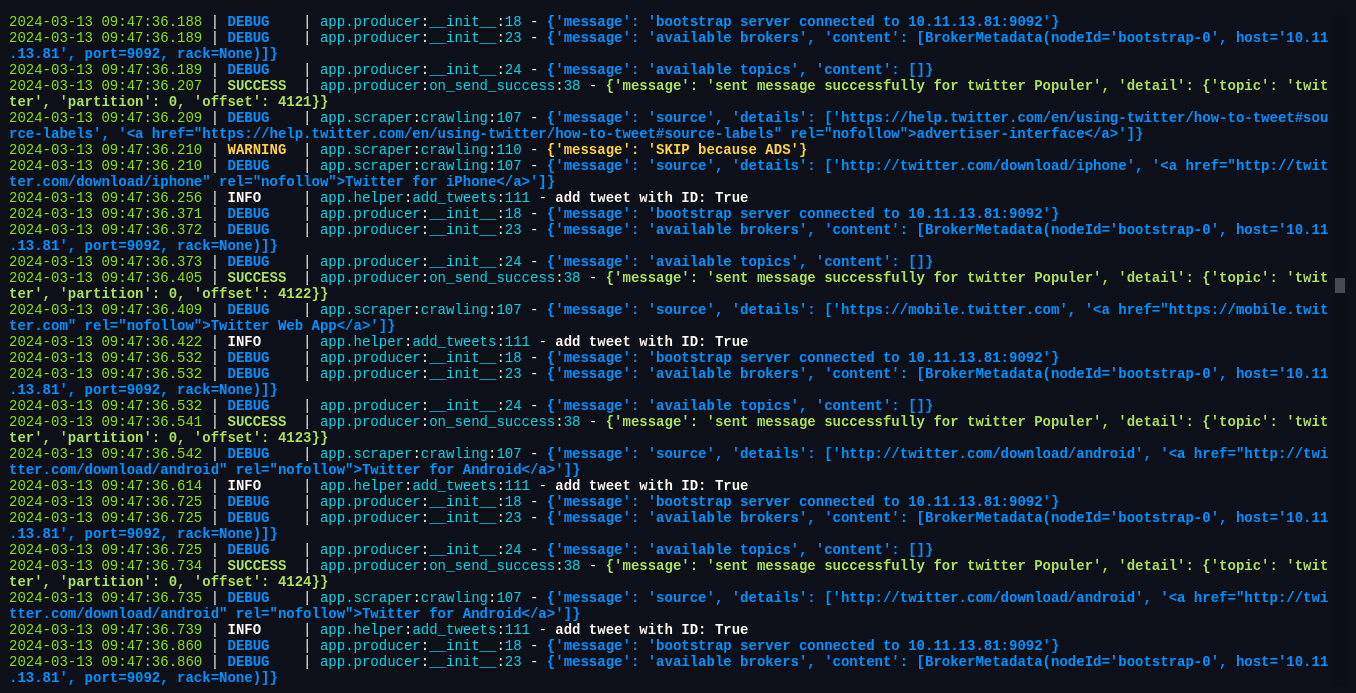 2024-03-13 09:47:36.188 | DEBUG    | app.producer:__init__:18 - {'message': 'bootstrap server connected to 10.11.13.81:9092'}
2024-03-13 09:47:36.189 | DEBUG    | app.producer:__init__:23 - {'message': 'available brokers', 'content': [BrokerMetadata(nodeId='bootstrap-0', host='10.11
.13.81', port=9092, rack=None)]}
2024-03-13 09:47:36.189 | DEBUG    | app.producer:__init__:24 - {'message': 'available topics', 'content': []}
2024-03-13 09:47:36.207 | SUCCESS  | app.producer:on_send_success:38 - {'message': 'sent message successfully for twitter Populer', 'detail': {'topic': 'twit
ter', 'partition': 0, 'offset': 4121}}
2024-03-13 09:47:36.209 | DEBUG    | app.scraper:crawling:107 - {'message': 'source', 'details': ['https://help.twitter.com/en/using-twitter/how-to-tweet#sou
rce-labels', '<a href="https://help.twitter.com/en/using-twitter/how-to-tweet#source-labels" rel="nofollow">advertiser-interface</a>']}
2024-03-13 09:47:36.210 | WARNING  | app.scraper:crawling:110 - {'message': 'SKIP because ADS'}
2024-03-13 09:47:36.210 | DEBUG    | app.scraper:crawling:107 - {'message': 'source', 'details': ['http://twitter.com/download/iphone', '<a href="http://twit
ter.com/download/iphone" rel="nofollow">Twitter for iPhone</a>']}
2024-03-13 09:47:36.256 | INFO     | app.helper:add_tweets:111 - add tweet with ID: True
2024-03-13 09:47:36.371 | DEBUG    | app.producer:__init__:18 - {'message': 'bootstrap server connected to 10.11.13.81:9092'}
2024-03-13 09:47:36.372 | DEBUG    | app.producer:__init__:23 - {'message': 'available brokers', 'content': [BrokerMetadata(nodeId='bootstrap-0', host='10.11
.13.81', port=9092, rack=None)]}
2024-03-13 09:47:36.373 | DEBUG    | app.producer:__init__:24 - {'message': 'available topics', 'content': []}
2024-03-13 09:47:36.405 | SUCCESS  | app.producer:on_send_success:38 - {'message': 'sent message successfully for twitter Populer', 'detail': {'topic': 'twit
ter', 'partition': 0, 'offset': 4122}}
2024-03-13 09:47:36.409 | DEBUG    | app.scraper:crawling:107 - {'message': 'source', 'details': ['https://mobile.twitter.com', '<a href="https://mobile.twit
ter.com" rel="nofollow">Twitter Web App</a>']}
2024-03-13 09:47:36.422 | INFO     | app.helper:add_tweets:111 - add tweet with ID: True
2024-03-13 09:47:36.532 | DEBUG    | app.producer:__init__:18 - {'message': 'bootstrap server connected to 10.11.13.81:9092'}
2024-03-13 09:47:36.532 | DEBUG    | app.producer:__init__:23 - {'message': 'available brokers', 'content': [BrokerMetadata(nodeId='bootstrap-0', host='10.11
.13.81', port=9092, rack=None)]}
2024-03-13 09:47:36.532 | DEBUG    | app.producer:__init__:24 - {'message': 'available topics', 'content': []}
2024-03-13 09:47:36.541 | SUCCESS  | app.producer:on_send_success:38 - {'message': 'sent message successfully for twitter Populer', 'detail': {'topic': 'twit
ter', 'partition': 0, 'offset': 4123}}
2024-03-13 09:47:36.542 | DEBUG    | app.scraper:crawling:107 - {'message': 'source', 'details': ['http://twitter.com/download/android', '<a href="http://twi
tter.com/download/android" rel="nofollow">Twitter for Android</a>']}
2024-03-13 09:47:36.614 | INFO     | app.helper:add_tweets:111 - add tweet with ID: True
2024-03-13 09:47:36.725 | DEBUG    | app.producer:__init__:18 - {'message': 'bootstrap server connected to 10.11.13.81:9092'}
2024-03-13 09:47:36.725 | DEBUG    | app.producer:__init__:23 - {'message': 'available brokers', 'content': [BrokerMetadata(nodeId='bootstrap-0', host='10.11
.13.81', port=9092, rack=None)]}
2024-03-13 09:47:36.725 | DEBUG    | app.producer:__init__:24 - {'message': 'available topics', 'content': []}
2024-03-13 09:47:36.734 | SUCCESS  | app.producer:on_send_success:38 - {'message': 'sent message successfully for twitter Populer', 'detail': {'topic': 'twit
ter', 'partition': 0, 'offset': 4124}}
2024-03-13 09:47:36.735 | DEBUG    | app.scraper:crawling:107 - {'message': 'source', 'details': ['http://twitter.com/download/android', '<a href="http://twi
tter.com/download/android" rel="nofollow">Twitter for Android</a>']}
2024-03-13 09:47:36.739 | INFO     | app.helper:add_tweets:111 - add tweet with ID: True
2024-03-13 09:47:36.860 | DEBUG    | app.producer:__init__:18 - {'message': 'bootstrap server connected to 10.11.13.81:9092'}
2024-03-13 09:47:36.860 | DEBUG    | app.producer:__init__:23 - {'message': 'available brokers', 'content': [BrokerMetadata(nodeId='bootstrap-0', host='10.11
.13.81', port=9092, rack=None)]}